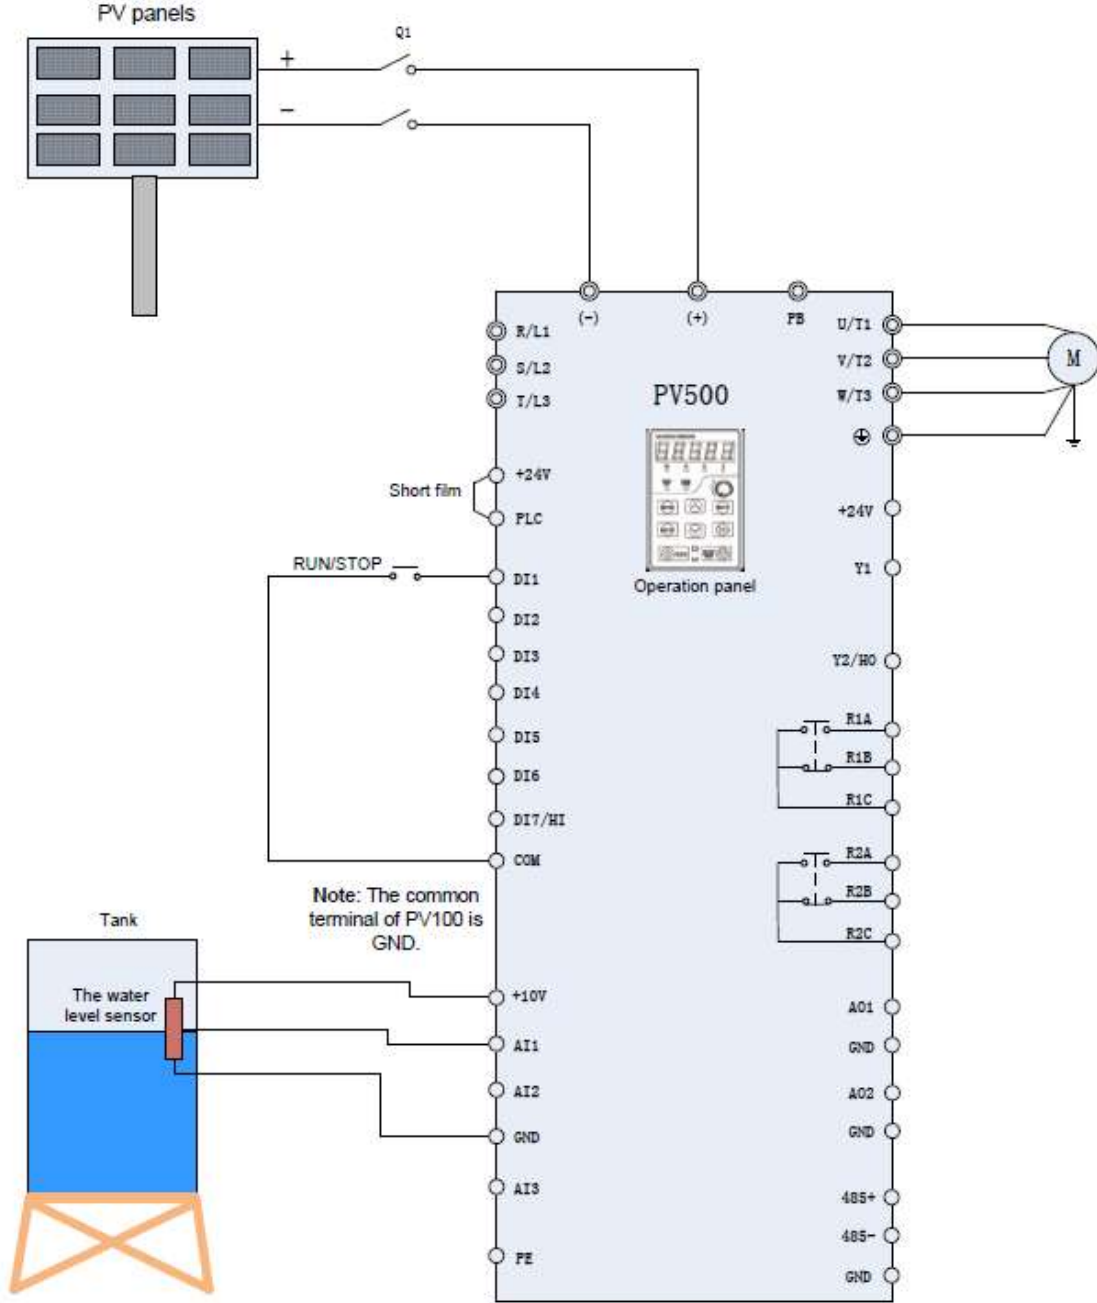 PV panels
+
Q1
−
(-)
(+)
PB
R/L1
S/L2
T/L3
U/T1
V/T2
W/T3
M
PV500
+24V
Short film
PLC
+24V
RUN/STOP
DI1
Operation panel
Y1
DI2
DI3
Y2/HO
DI4
DI5
DI6
DI7/HI
COM
R1A
R1B
R1C
R2A
R2B
R2C
Note: The common
terminal of PV100 is
GND.
Tank
The water
level sensor
+10V
AI1
AI2
GND
AI3
PE
AO1
GND
AO2
GND
485+
485-
GND